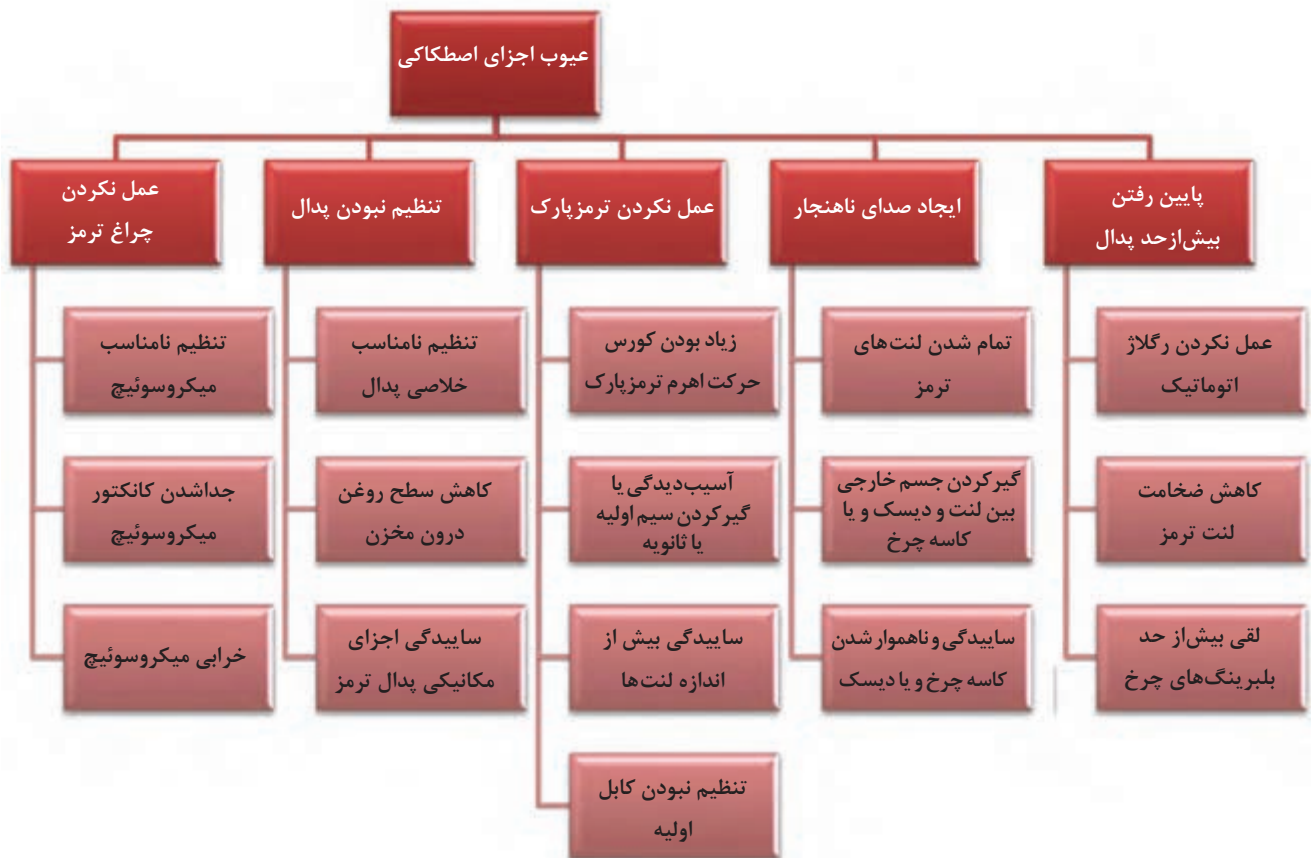 عیوب اجزای اصطکاکی
پایین رفتن
بیش‌ازحد پدال
عمل نکردن رگلاژ
اتوماتیک
کاهش ضخامت
لنت ترمز
لقی بیش‌از حد
بلبرینگ‌های چرخ
ایجاد صدای ناهنجار
تمام شدن لنت‌های
ترمز
گیرکردن جسم خارجی
بین لنت و دیسک و یا
کاسه چرخ
ساییدگی و ناهموار شدن
کاسه چرخ و یا دیسک
عمل نکردن ترمزپارک
زیاد بودن کورس
حرکت اهرم ترمزپارک
آسیب‌دیدگی یا
گیرکردن سیم اولیه
یا ثانویه
ساییدگی بیش از
اندازه لنت‌ها
تنظیم نبودن کابل
اولیه
تنظیم نبودن پدال
تنظیم نامناسب
خلاصی پدال
کاهش سطح روغن
درون مخزن
ساییدگی اجزای
مکانیکی پدال ترمز
عمل نکردن
چراغ ترمز
تنظیم نامناسب
میکروسوئیچ
جداشدن کانکتور
میکروسوئیچ
خرابی میکروسوئیچ